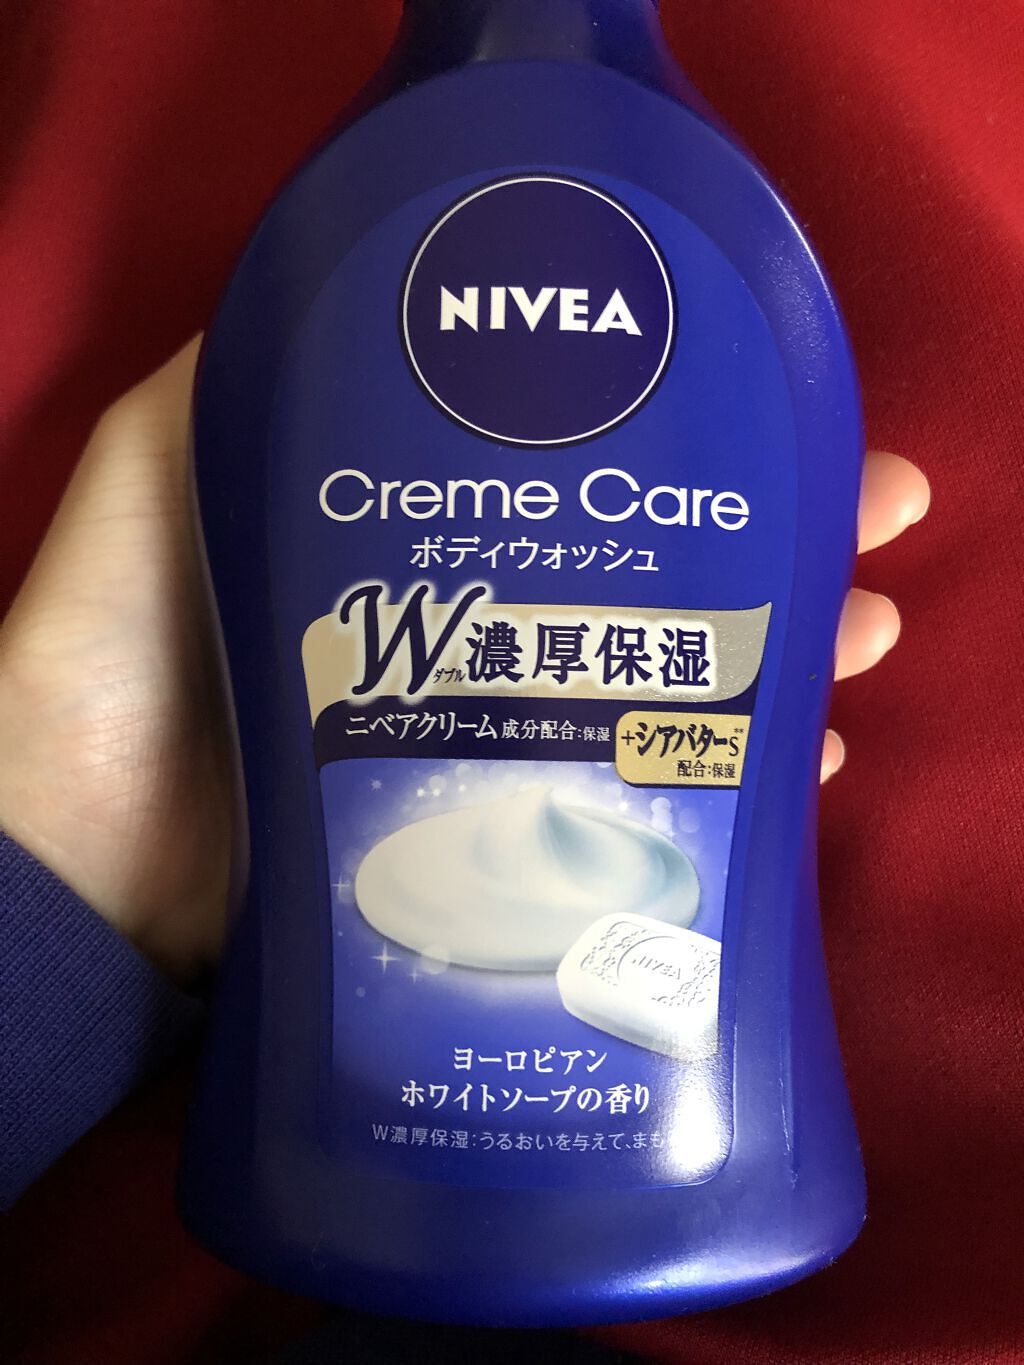 NIVEA
Creme Care
ボディウォッシュ
W濃厚保湿
ダブル
ニベアクリーム成分配合:保湿
+シアバターS**
配合:保湿
NIVEA
ヨーロピアン
ホワイトソープの香り
W濃厚保湿:うるおいを与えて、まも